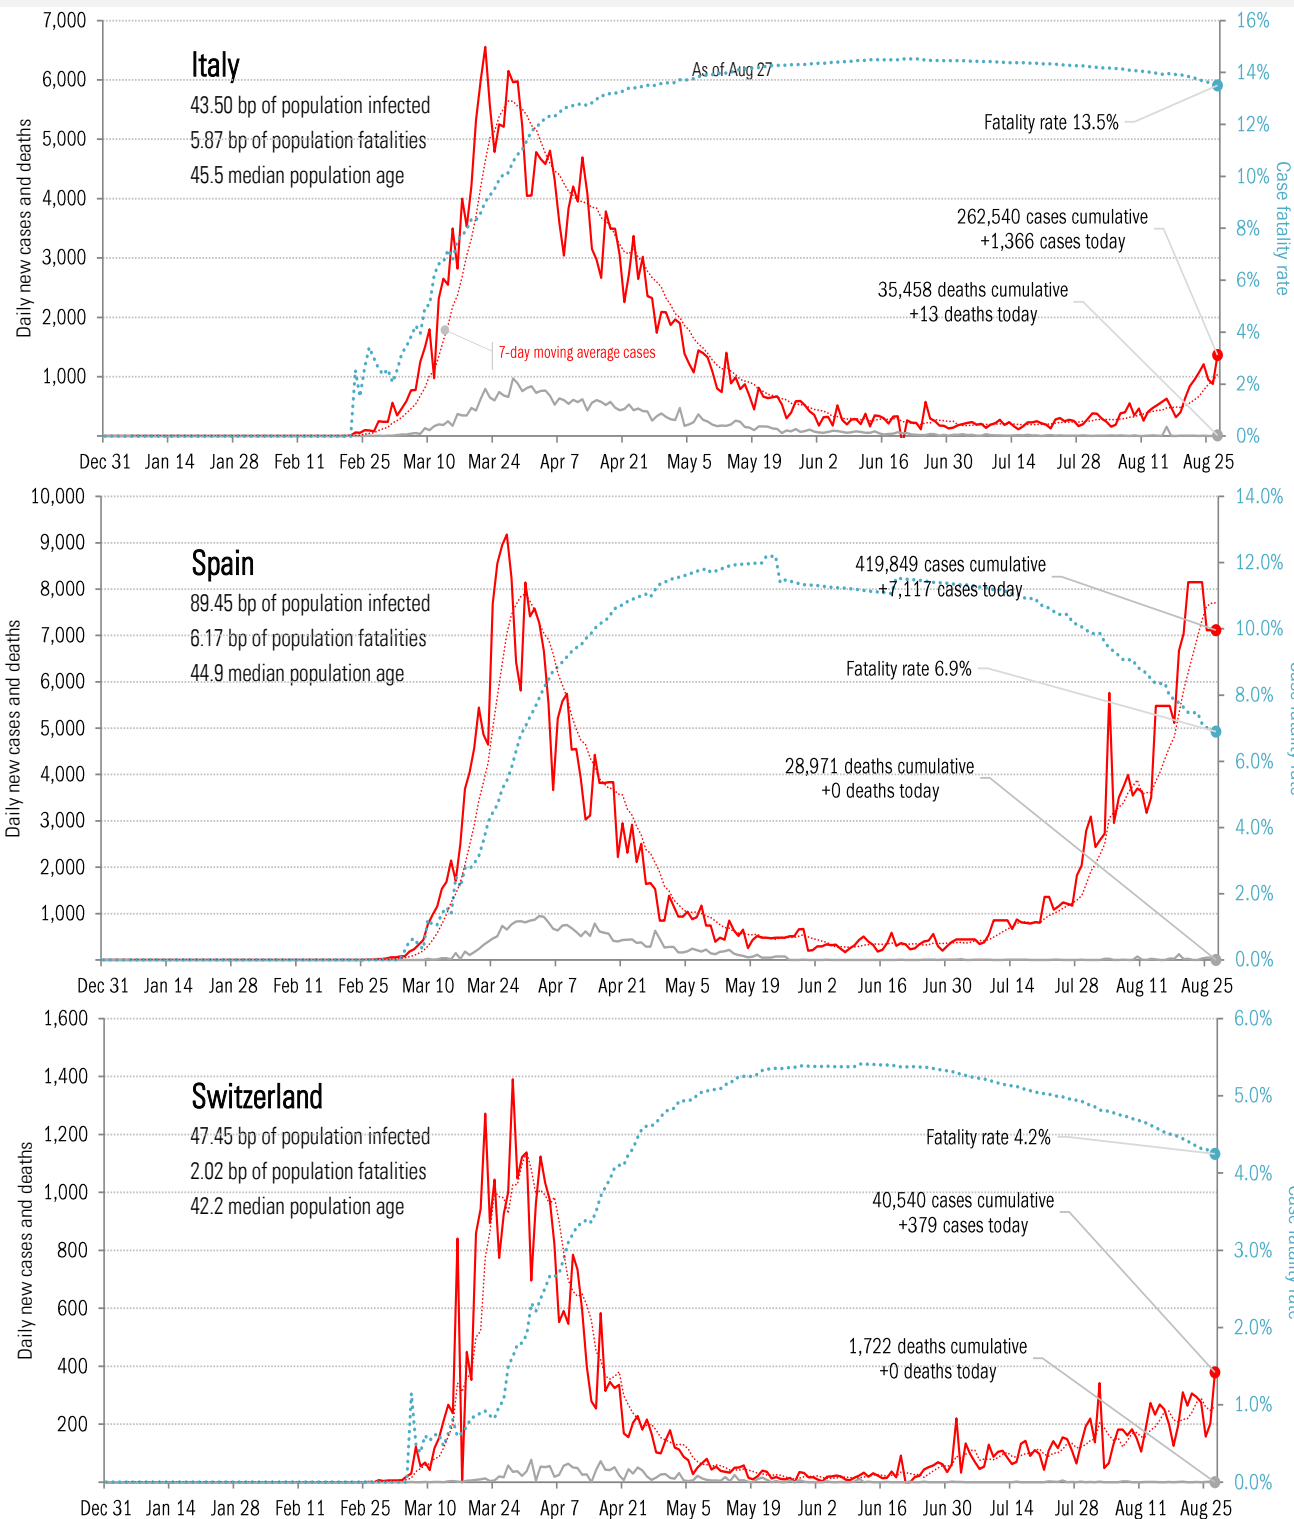 7,000
6,000
5,000
4,000
3,000
2,000
1,000
Daily new cases and deaths
Italy
43.50 bp of population infected
5.87 bp of population fatalities
45.5 median population age
As of Aug 27
7-day moving average cases
Fatality rate 13.5%
262,540 cases cumulative
+1,366 cases today
35,458 deaths cumulative
+13 deaths today
16%
14%
12%
10%
8%
6%
4%
2%
0%
Case fatality rate
Dec 31 Jan 14 Jan 28 Feb 11 Feb 25 Mar 10 Mar 24 Apr 7 Apr 21 May 5 May 19 Jun 2 Jun 16 Jun 30 Jul 14 Jul 28 Aug 11 Aug 25
10,000
9,000
8,000
7,000
6,000
5,000
4,000
3,000
2,000
1,000
Daily new cases and deaths
Spain
89.45 bp of population infected
6.17 bp of population fatalities
44.9 median population age
419,849 cases cumulative
+7,117 cases today
Fatality rate 6.9%
28,971 deaths cumulative
+0 deaths today
14.0%
12.0%
10.0%
8.0%
6.0%
4.0%
2.0%
0.0%
Case fatality rate
Dec 31 Jan 14 Jan 28 Feb 11 Feb 25 Mar 10 Mar 24 Apr 7 Apr 21 May 5 May 19 Jun 2 Jun 16 Jun 30 Jul 14 Jul 28 Aug 11 Aug 25
1,600
1,400
1,200
1,000
800
600
400
200
Daily new cases and deaths
Switzerland
47.45 bp of population infected
2.02 bp of population fatalities
42.2 median population age
Fatality rate 4.2%
40,540 cases cumulative
+379 cases today
1,722 deaths cumulative
+0 deaths today
6.0%
5.0%
4.0%
3.0%
2.0%
1.0%
0.0%
Case fatality rate
Dec 31 Jan 14 Jan 28 Feb 11 Feb 25 Mar 10 Mar 24 Apr 7 Apr 21 May 5 May 19 Jun 2 Jun 16 Jun 30 Jul 14 Jul 28 Aug 11 Aug 25